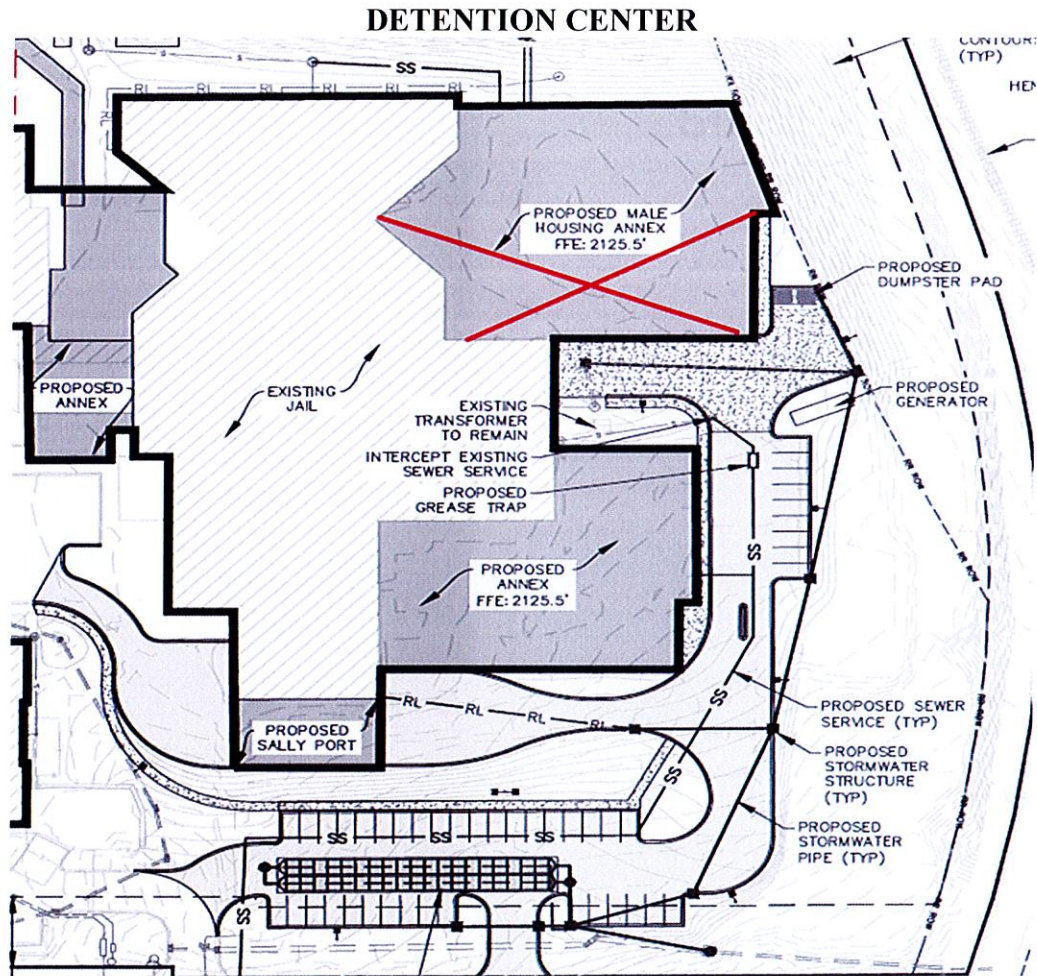 DETENTION CENTER
(TYP)
SS
RL RL RL RL RL
RL
PROPOSED MALE
HOUSING ANNEX
FFE: 2125.5'
PROPOSED
DUMPSTER PAD
PROPOSED
ANNEX
EXISTING
JAIL
PROPOSED
GENERATOR
EXISTING
TRANSFORMER
TO REMAIN
INTERCEPT EXISTING
SEWER SERVICE
PROPOSED
GREASE TRAP
SS
PROPOSED
ANNEX
FFE: 2125.5'
RL RL RL RL
SS
PROPOSED SEWER
SERVICE (TYP)
PROPOSED
SALLY PORT
PROPOSED
STORMWATER
STRUCTURE
(TYP)
SS
PROPOSED
STORMWATER
PIPE (TYP)
SS SS SS
SS